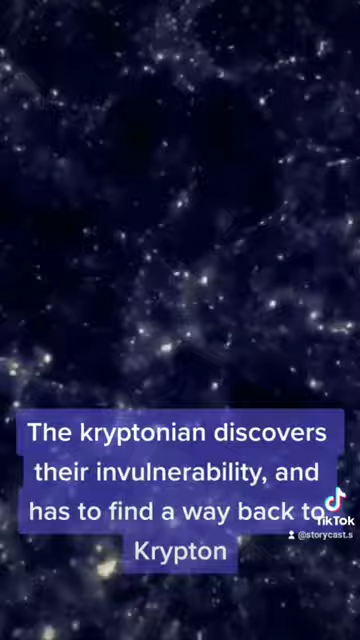 The kryptonian discovers
their invulnerability, and
has to find a way back to
Krypton
TikTok
@storycast.s